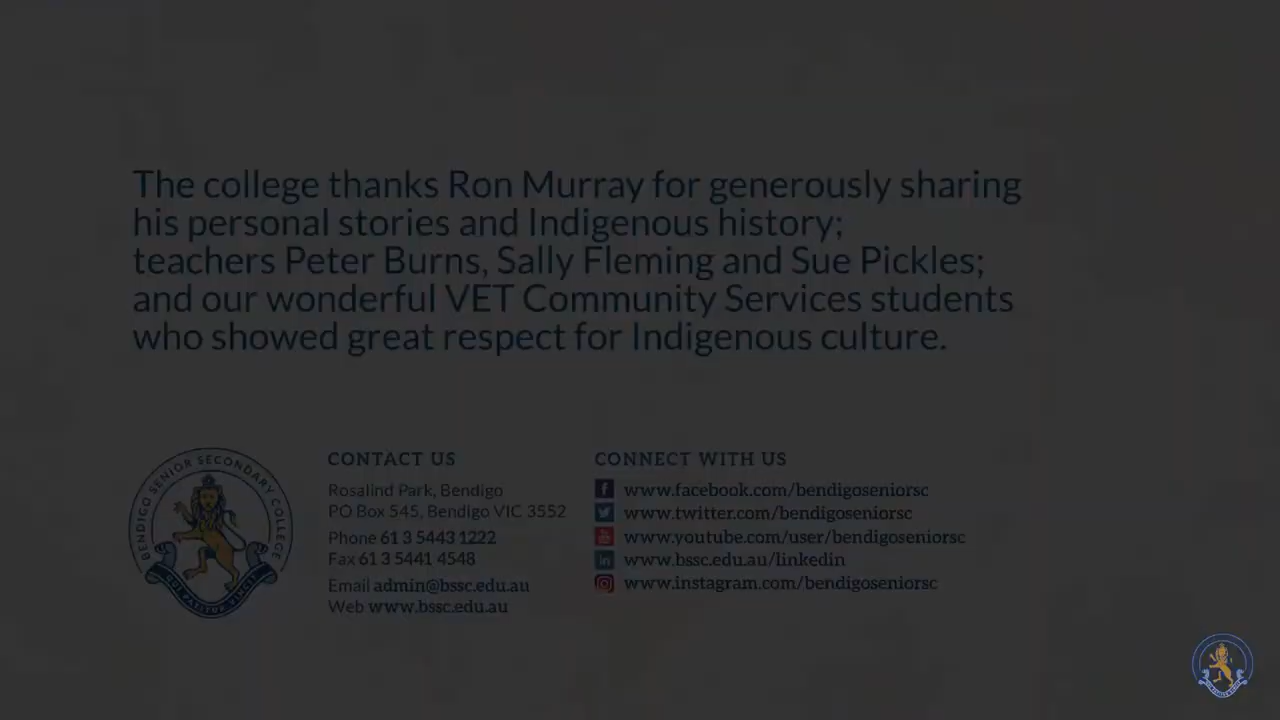 The college thanks Ron Murray for generously sharing
his personal stories and Indigenous history;
teachers Peter Burns, Sally Fleming and Sue Pickles;
and our wonderful VET Community Services students
who showed great respect for Indigenous culture.
BENDIGO SENIOR SECONDARY COLLEGE
CONTACT US
Rosalind Park, Bendigo
PO Box 545, Bendigo VIC 3552
Phone 61 3 5443 1222
Fax 61 3 5441 4548
Email admin@bssc.edu.au
Web www.bssc.edu.au
CONNECT WITH US
www.facebook.com/bendigoseniorsc
www.twitter.com/bendigoseniorsc
www.youtube.com/user/bendigoseniorsc
www.bssc.edu.au/linkedin
www.instagram.com/bendigoseniorsc